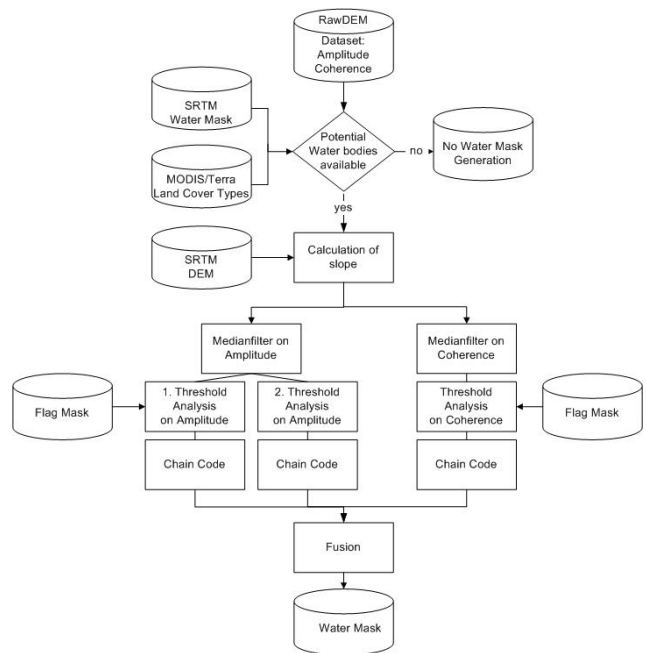 RawDEM
Dataset:
Amplitude
Coherence
SRTM
Water Mask
Potential
Water bodies
available
no
No Water Mask
Generation
MODIS/Terra
Land Cover Types
yes
SRTM
DEM
Calculation of
slope
Medianfilter on
Amplitude
Medianfilter on
Coherence
Flag Mask
1. Threshold
Analysis
on Amplitude
2. Threshold
Analysis
on Amplitude
Threshold
Analysis
on Coherence
Flag Mask
Chain Code
Chain Code
Chain Code
Fusion
Water Mask